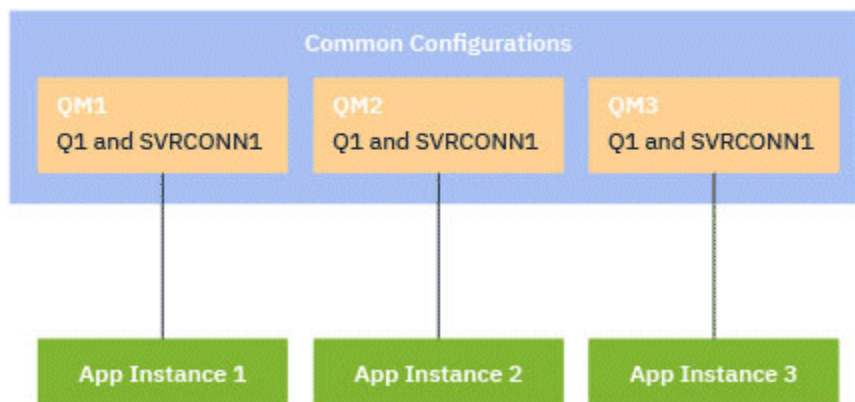 Common Configurations
QM1
Q1 and SVRCONN1
QM2
Q1 and SVRCONN1
QM3
Q1 and SVRCONN1
App Instance 1
App Instance 2
App Instance 3